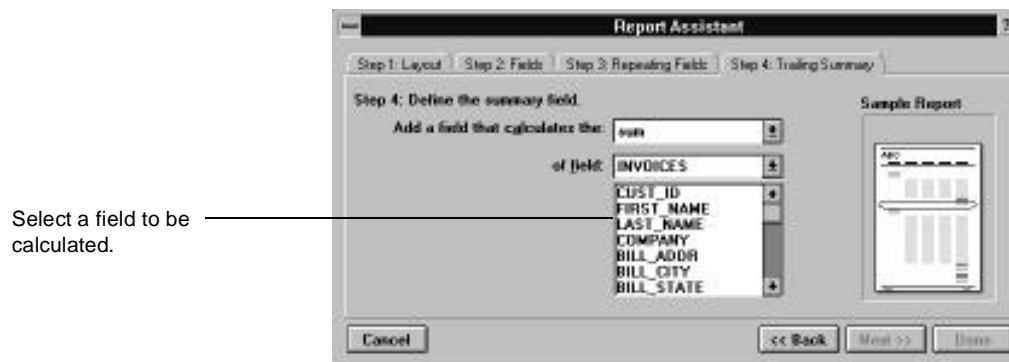 Report Assistant
?
Step 1: Layout Step 2: Fields Step 3: Repeating Fields Step 4: Trailing Summary
Step 4: Define the summary field.
Sample Report
Add a field that calculates the: sum
of field: INVOICES
ABC
CUST_ID
FIRST_NAME
LAST_NAME
COMPANY
BILL_ADDR
BILL_CITY
BILL_STATE
Select a field to be
calculated.
Cancel << Back Next >> Done